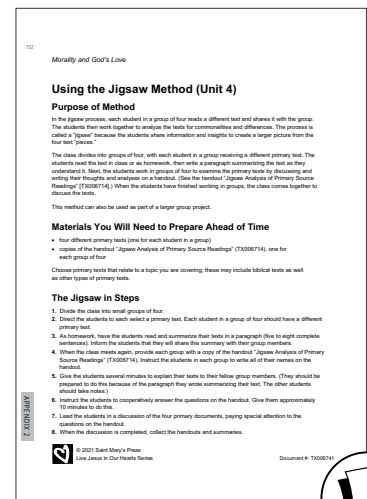 332
Morality and God's Love
Using the Jigsaw Method (Unit 4)
Purpose of Method
In the jigsaw process, each student in a group of four reads a different text and shares it with the group.
The students then work together to analyze the texts for commonalities and differences. The process is
called a "jigsaw" because the students share information and insights to create a larger picture from the
four text "pieces."
The class divides into groups of four, with each student in a group receiving a different primary text. The
students read the text in class or as homework, then write a paragraph summarizing the text as they
understand it. Next, the students work in groups of four to examine the primary texts by discussing and
writing their thoughts and analyses on a handout. (See the handout "Jigsaw Analysis of Primary Source
Readings" [TX006714].) When the students have finished working in groups, the class comes together to
discuss the texts.
This method can also be used as part of a larger group project.
Materials You Will Need to Prepare Ahead of Time
• four different primary texts (one for each student in a group)
• copies of the handout "Jigsaw Analysis of Primary Source Readings" (TX006714), one for
each group of four
Choose primary texts that relate to a topic you are covering; these may include biblical texts as well
as other types of primary texts.
The Jigsaw in Steps
1. Divide the class into small groups of four.
2. Direct the students to each select a primary text. Each student in a group of four should have a different
primary text.
3. As homework, have the students read and summarize their texts in a paragraph (five to eight complete
sentences). Inform the students that they will share this summary with their group members.
4. When the class meets again, provide each group with a copy of the handout "Jigsaw Analysis of Primary
Source Readings" (TX006714). Instruct the students in each group to write all of their names on the
handout.
5. Give the students several minutes to explain their texts to their fellow group members. (They should be
prepared to do this because of the paragraph they wrote summarizing their text. The other students
should take notes.)
6. Instruct the students to cooperatively answer the questions on the handout. Give them approximately
10 minutes to do this.
7. Lead the students in a discussion of the four primary documents, paying special attention to the
questions on the handout.
8. When the discussion is completed, collect the handouts and summaries.
APPENDIX 2
© 2021 Saint Mary's Press
Live Jesus in Our Hearts Series
Document #: TX006741